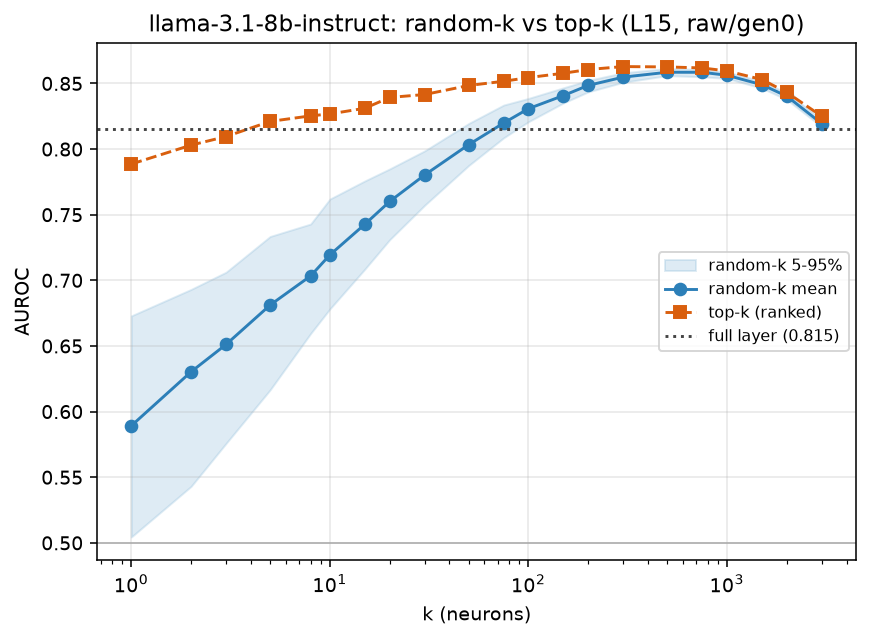 llama-3.1-8b-instruct: random-k vs top-k (L15, raw/gen0)
AUROC
0.85
0.80
0.75
0.70
0.65
0.60
0.55
0.50
random-k 5-95%
random-k mean
top-k (ranked)
full layer (0.815)
10⁰ 10¹ 10² 10³
k (neurons)